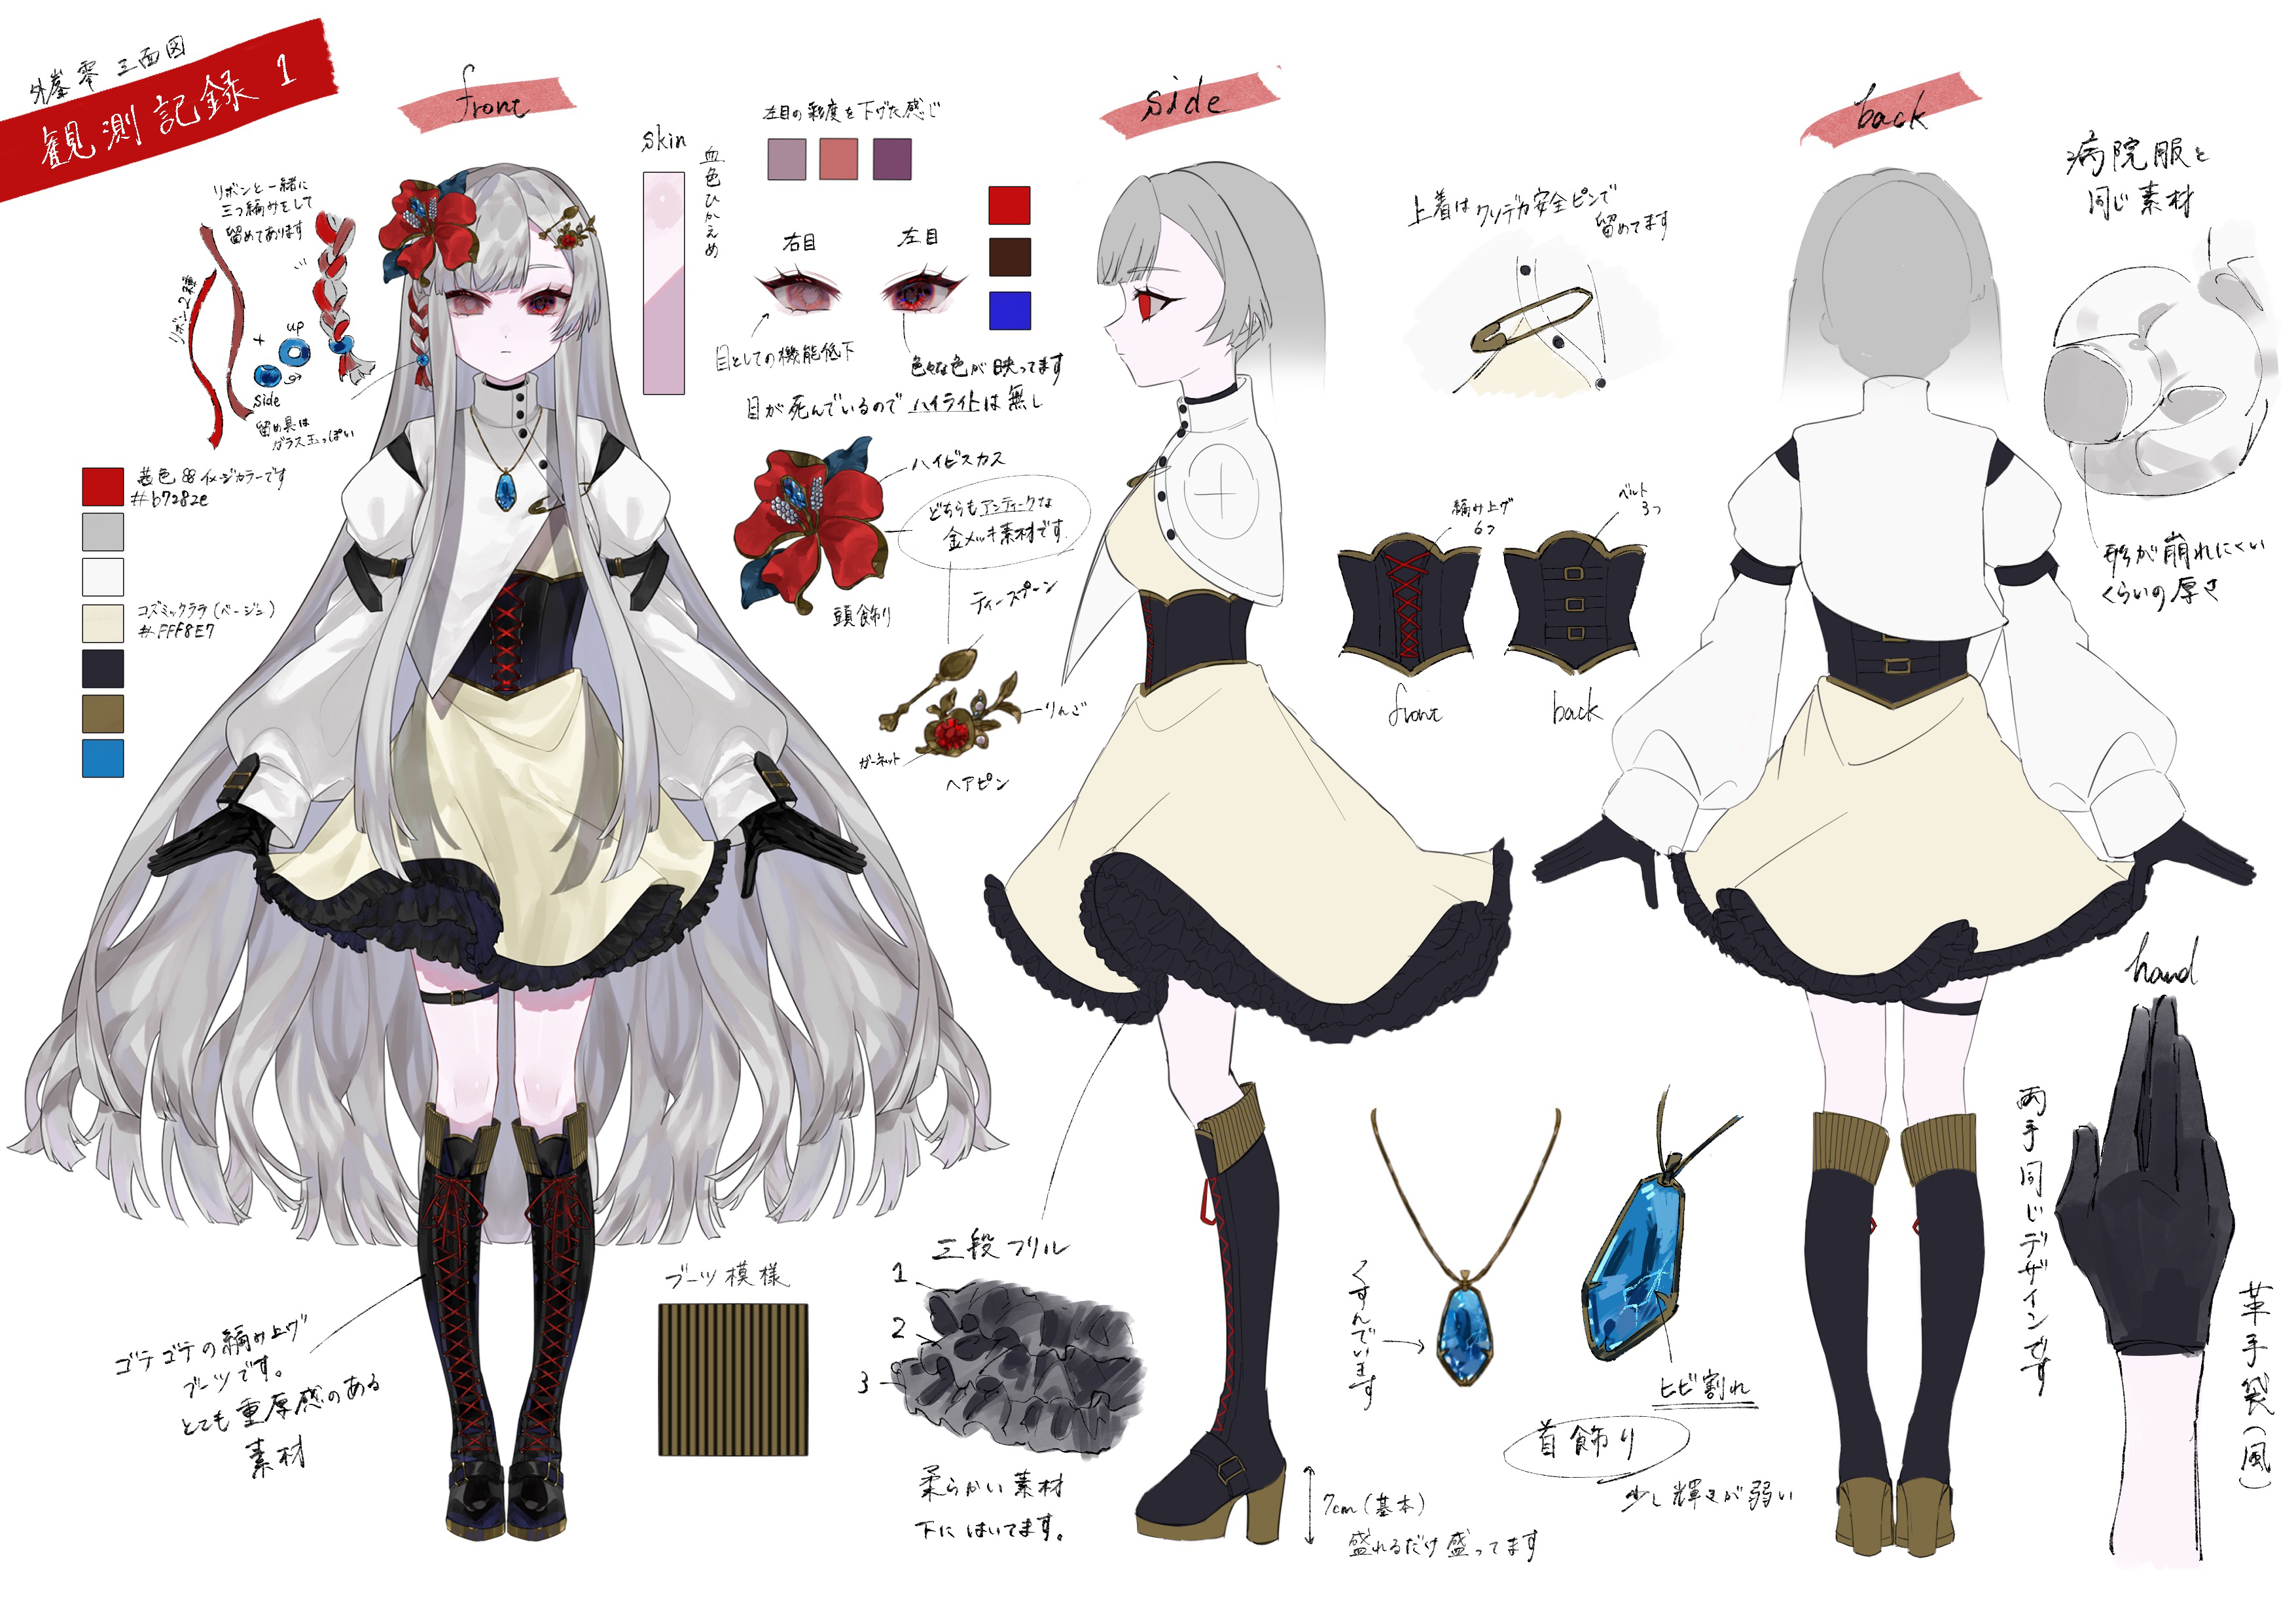 外峯 零 三面図
観測記録 1
front
リボンと一緒に
三つ編みをして
留めてあります
リボン2種
+
up
side
留め具は
ガラス玉っぽい
茜色 イメージカラーです
#b7282e
コズミックラテ(ベージュ)
#FFF8E7
skin
血色ひかえめ
左目の彩度を下げた感じ
右目
左目
目としての機能低下
色々な色が映ってます
目が死んでいるのでハイライトは無し
ハイビスカス
どちらもアンティークな
金メッキ素材です.
頭飾り
ティースプーン
りんご
ガーネット
ヘアピン
side
上着はクソデカ安全ピンで
留めてます
編み上げ
6つ
ベルト
3つ
front
back
back
病院服と
同じ素材
形が崩れにくい
くらいの厚さ
hand
両手同じデザインです
革手袋(風)
ゴテゴテの編み上げ
ブーツです。
とても重厚感のある
素材
ブーツ模様
三段フリル
1
2
3
柔らかい素材
下にはいてます。
7cm(基本)
盛れるだけ盛ってます
くすんでいます
ヒビ割れ
首飾り
少し輝きが弱い